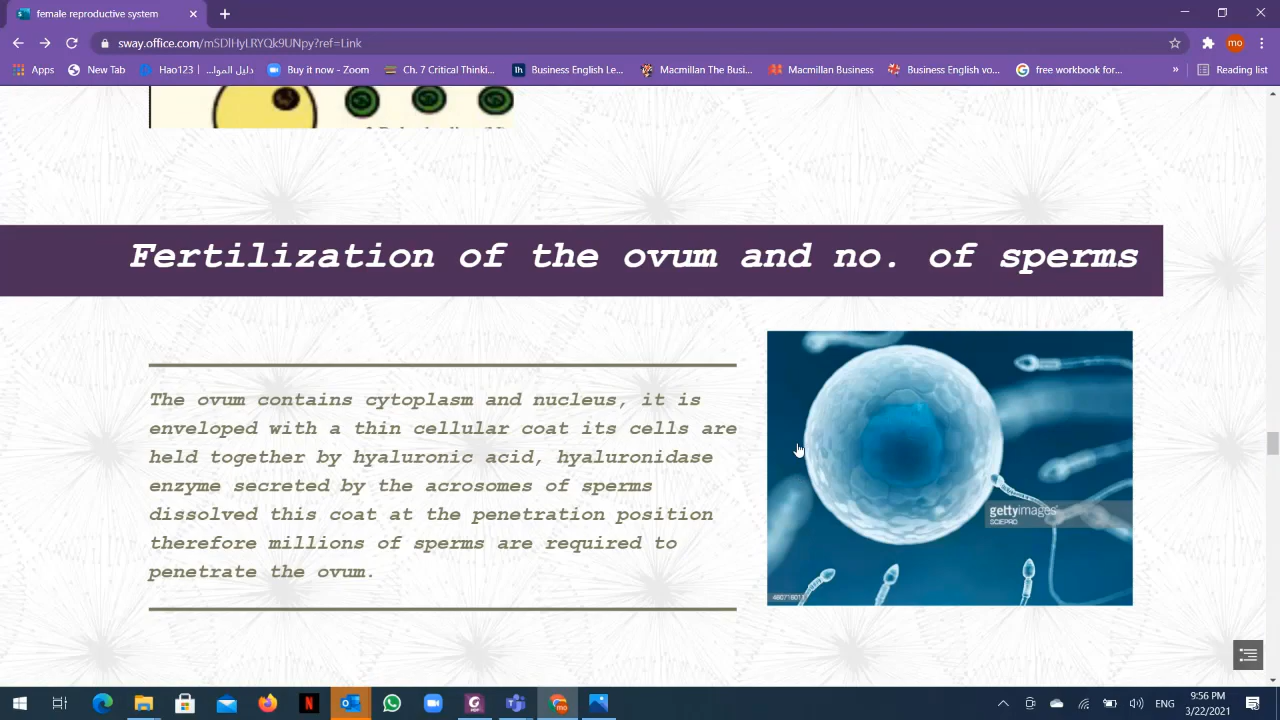 female reproductive system
sway.office.com/mSDlHyLRYQk9UNpy?ref=Link
mo
Apps
New Tab
Hao123 | دليل الموا...
Buy it now - Zoom
Ch. 7 Critical Thinki...
Business English Le...
Macmillan The Busi...
Macmillan Business
Business English vo...
free workbook for...
»
Reading list
Fertilization of the ovum and no. of sperms
The ovum contains cytoplasm and nucleus, it is
enveloped with a thin cellular coat its cells are
held together by hyaluronic acid, hyaluronidase
enzyme secreted by the acrosomes of sperms
dissolved this coat at the penetration position
therefore millions of sperms are required to
penetrate the ovum.
gettyimages
SCIEPRO
ENG
9:56 PM
3/22/2021